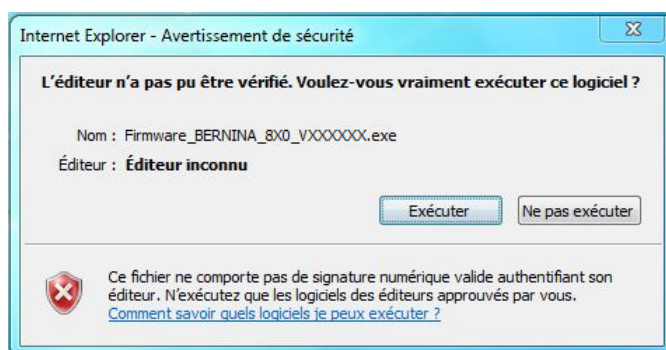 Internet Explorer - Avertissement de sécurité
L'éditeur n'a pas pu être vérifié. Voulez-vous vraiment exécuter ce logiciel ?
Nom : Firmware_BERNINA_8X0_VXXXXXX.exe
Éditeur : Éditeur inconnu
Exécuter Ne pas exécuter
Ce fichier ne comporte pas de signature numérique valide authentifiant son
éditeur. N'exécutez que les logiciels des éditeurs approuvés par vous.
Comment savoir quels logiciels je peux exécuter ?